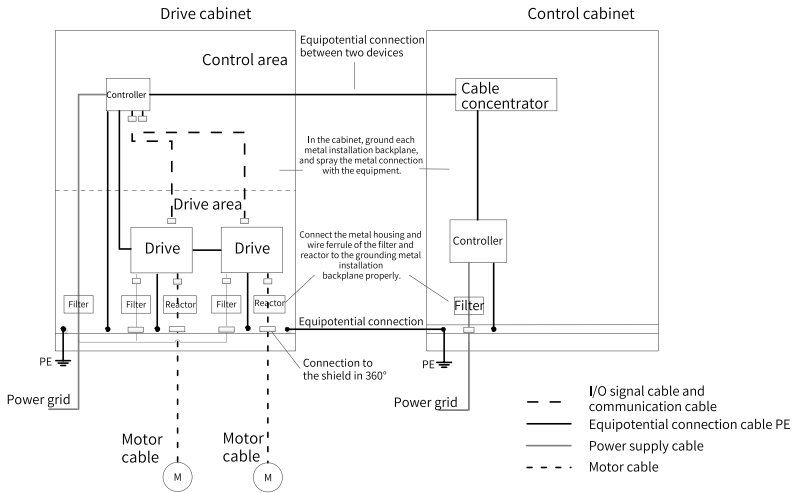 Drive cabinet
Control cabinet
Control area
Equipotential connection
between two devices
Controller
Cable
concentrator
In the cabinet, ground each
metal installation backplane,
and spray the metal connection
with the equipment.
Drive area
Drive
Drive
Connect the metal housing and
wire ferrule of the filter and
reactor to the grounding metal
installation
backplane properly.
Controller
Filter
Filter
Reactor
Filter
Reactor
Filter
Equipotential connection
PE
Connection to
the shield in 360°
PE
Power grid
Power grid
I/O signal cable and
communication cable
Equipotential connection cable PE
Power supply cable
Motor cable
Motor
cable
Motor
cable
M
M